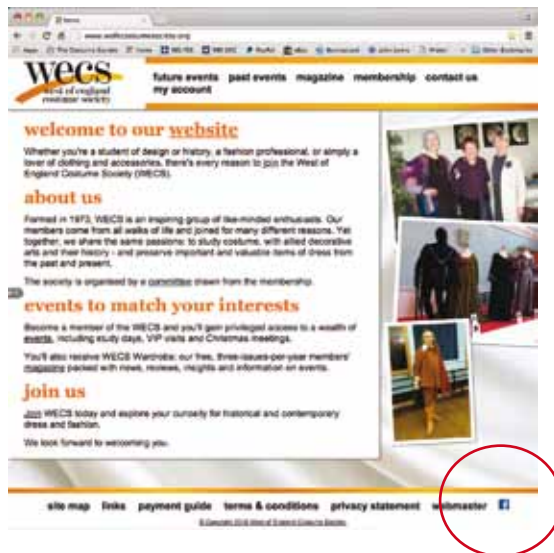 www.wofecostumesociety.org
wecs
west of england
costume society
future events past events magazine membership contact us
my account
welcome to our website
Whether you're a student of design or history, a fashion professional, or simply a
lover of clothing and accessories, there's every reason to join the West of
England Costume Society (WECS).
about us
Formed in 1973, WECS is an inspiring group of like-minded enthusiasts. Our
members come from all walks of life and joined for many different reasons. Yet
together, we share the same passions: to study costume, with allied decorative
arts and their history - and preserve important and valuable items of dress from
the past and present.
The society is organised by a committee drawn from the membership.
events to match your interests
Become a member of the WECS and you'll gain privileged access to a wealth of
events, including study days, VIP visits and Christmas meetings.
You'll also receive WECS Wardrobe: our free, three-issues-per-year members'
magazine packed with news, reviews, insights and information on events.
join us
Join WECS today and explore your curiosity for historical and contemporary
dress and fashion.
We look forward to welcoming you.
site map links payment guide terms & conditions privacy statement webmaster f
West of England Costume Society